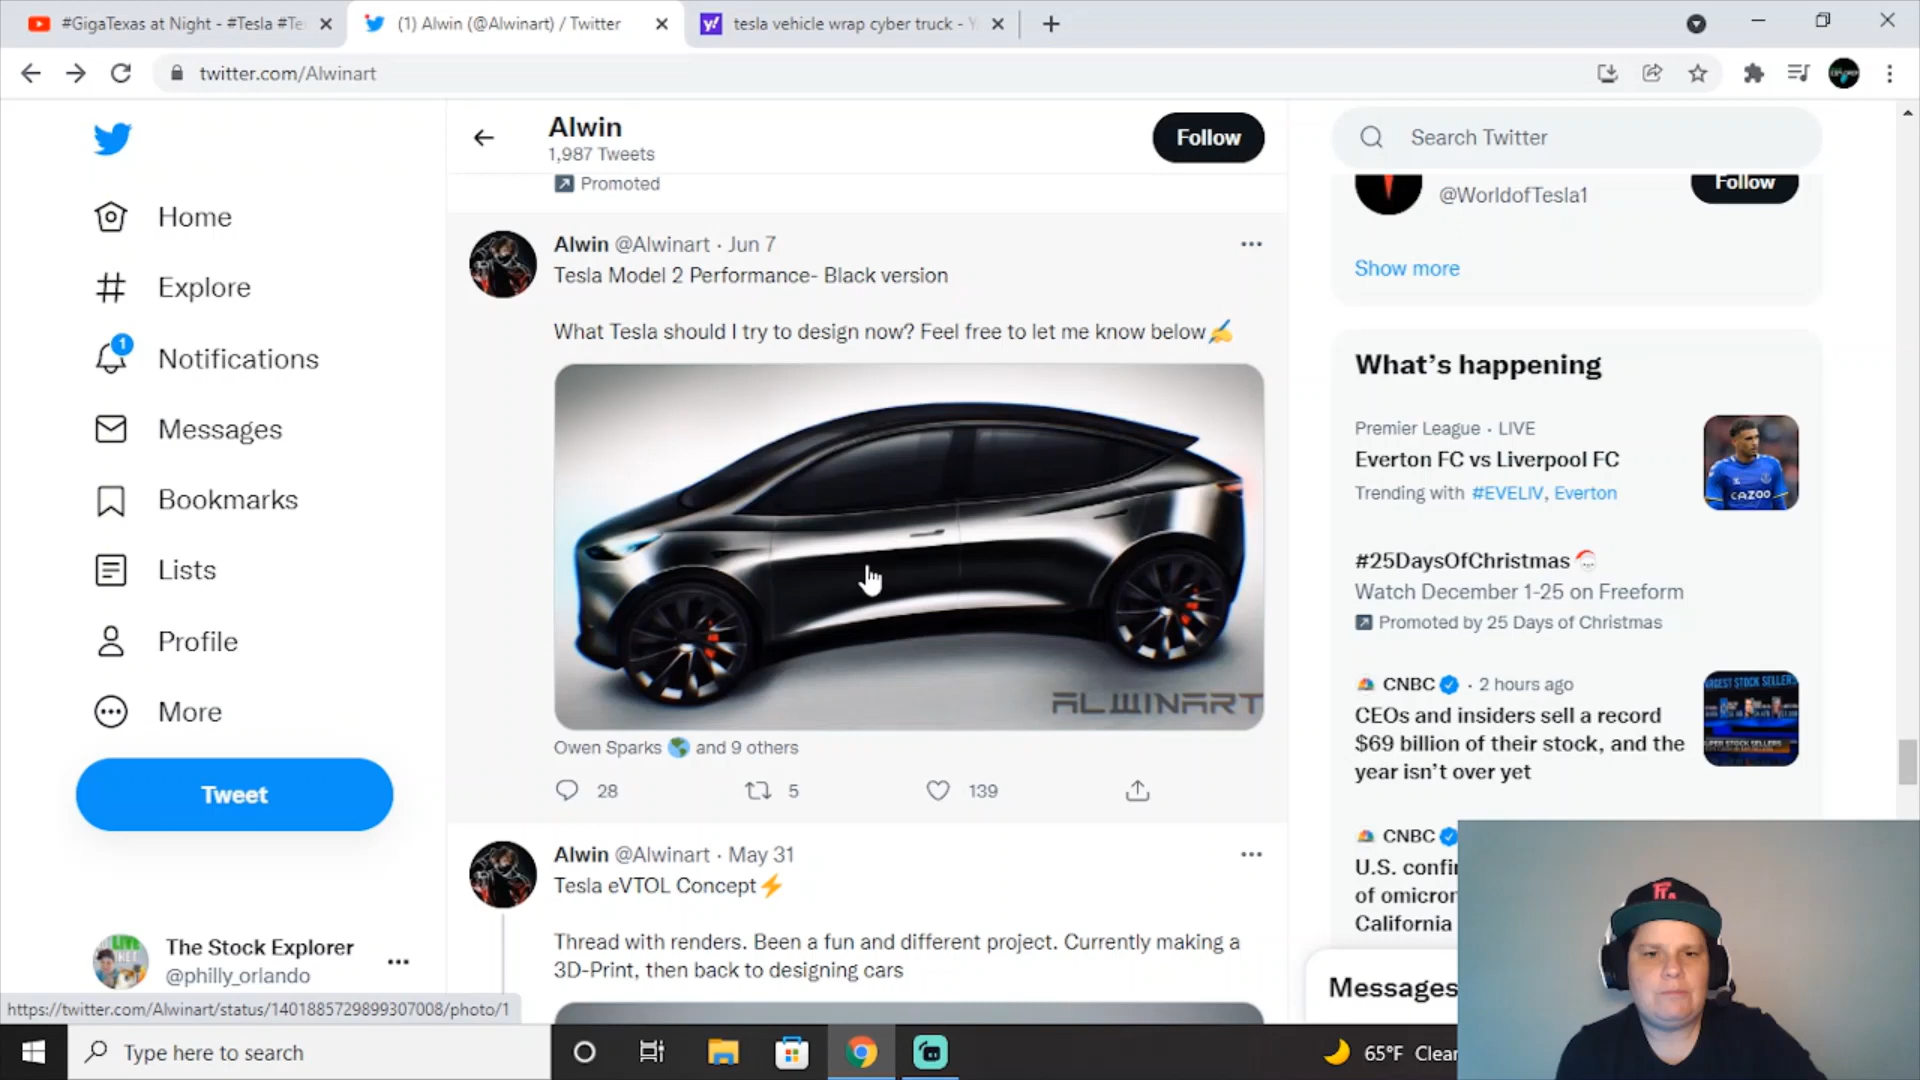 #GigaTexas at Night - #Tesla #Te
(1) Alwin (@Alwinart) / Twitter
tesla vehicle wrap cyber truck - Y
twitter.com/Alwinart
Home
Explore
1
Notifications
Messages
Bookmarks
Lists
Profile
More
Tweet
The Stock Explorer
@philly_orlando
Alwin
1,987 Tweets
Follow
Promoted
Alwin @Alwinart · Jun 7
Tesla Model 2 Performance- Black version
What Tesla should I try to design now? Feel free to let me know below✍️
ALWINART
Owen Sparks 🌎 and 9 others
28
5
139
Alwin @Alwinart · May 31
Tesla eVTOL Concept⚡
Thread with renders. Been a fun and different project. Currently making a
3D-Print, then back to designing cars
Search Twitter
@WorldofTesla1
Follow
Show more
What's happening
Premier League · LIVE
Everton FC vs Liverpool FC
Trending with #EVELIV, Everton
CAZOO
#25DaysOfChristmas
Watch December 1-25 on Freeform
Promoted by 25 Days of Christmas
CNBC · 2 hours ago
CEOs and insiders sell a record
$69 billion of their stock, and the
year isn't over yet
CNBC
U.S. confi
of omicror
California
Messages
https://twitter.com/Alwinart/status/1401885729899307008/photo/1
Type here to search
65°F Clear